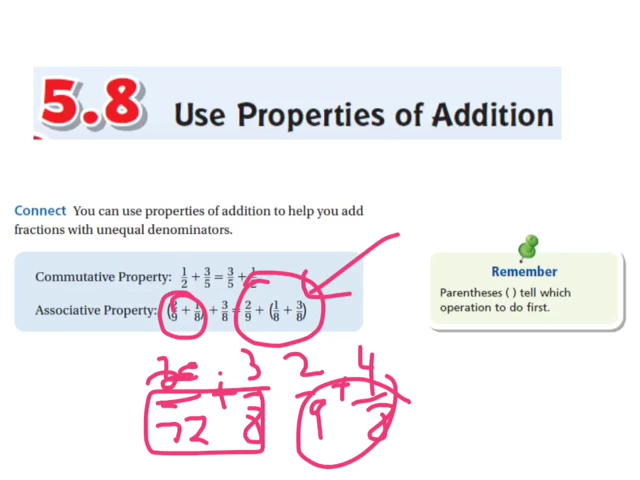 5.8 Use Properties of Addition
Connect You can use properties of addition to help you add
fractions with unequal denominators.
Commutative Property: 1/2 + 3/5 = 3/5 + 1/2
Associative Property: (2/9 + 1/8) + 3/8 = 2/9 + (1/8 + 3/8)
Remember
Parentheses ( ) tell which
operation to do first.
+ 3/8
2/9 + 4/8
72